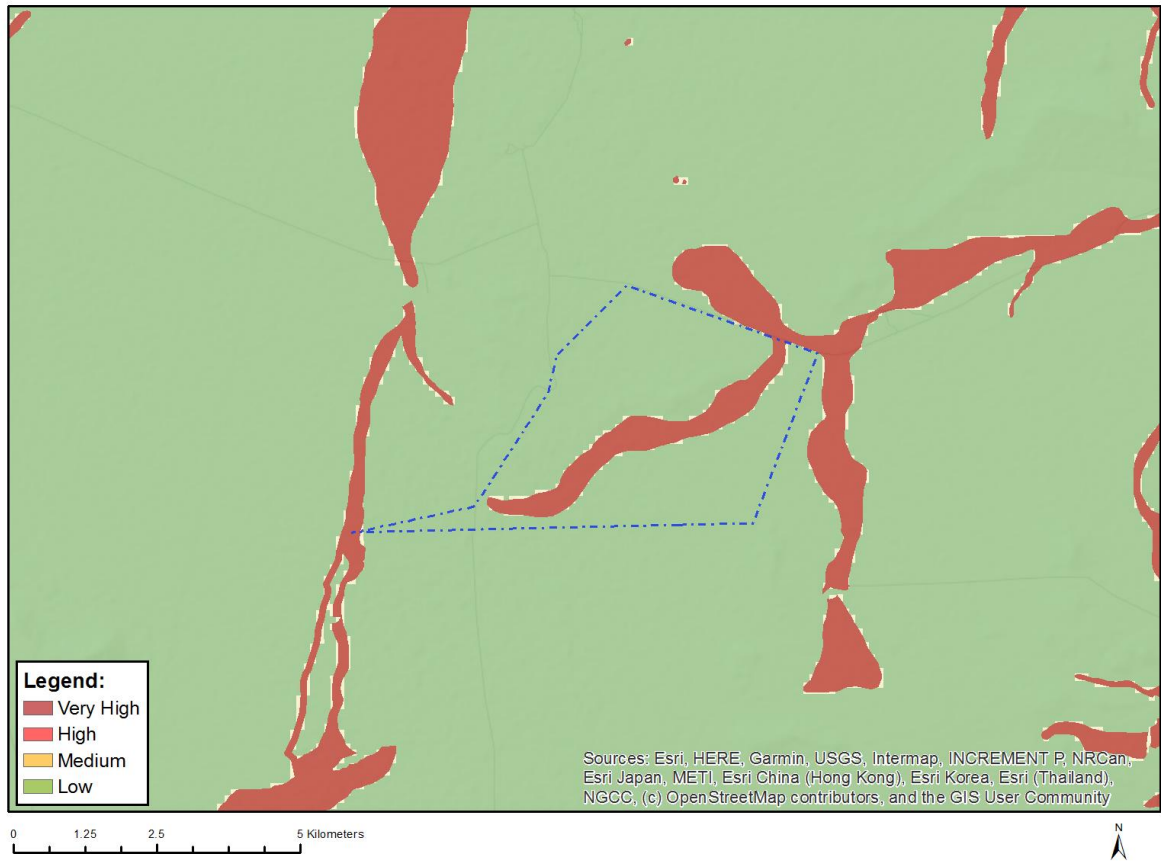 Legend:
Very High
High
Medium
Low
Sources: Esri, HERE, Garmin, USGS, Intermap, INCREMENT P, NRCan,
Esri Japan, METI, Esri China (Hong Kong), Esri Korea, Esri (Thailand),
NGCC, (c) OpenStreetMap contributors, and the GIS User Community
0 1.25 2.5 5 Kilometers
N